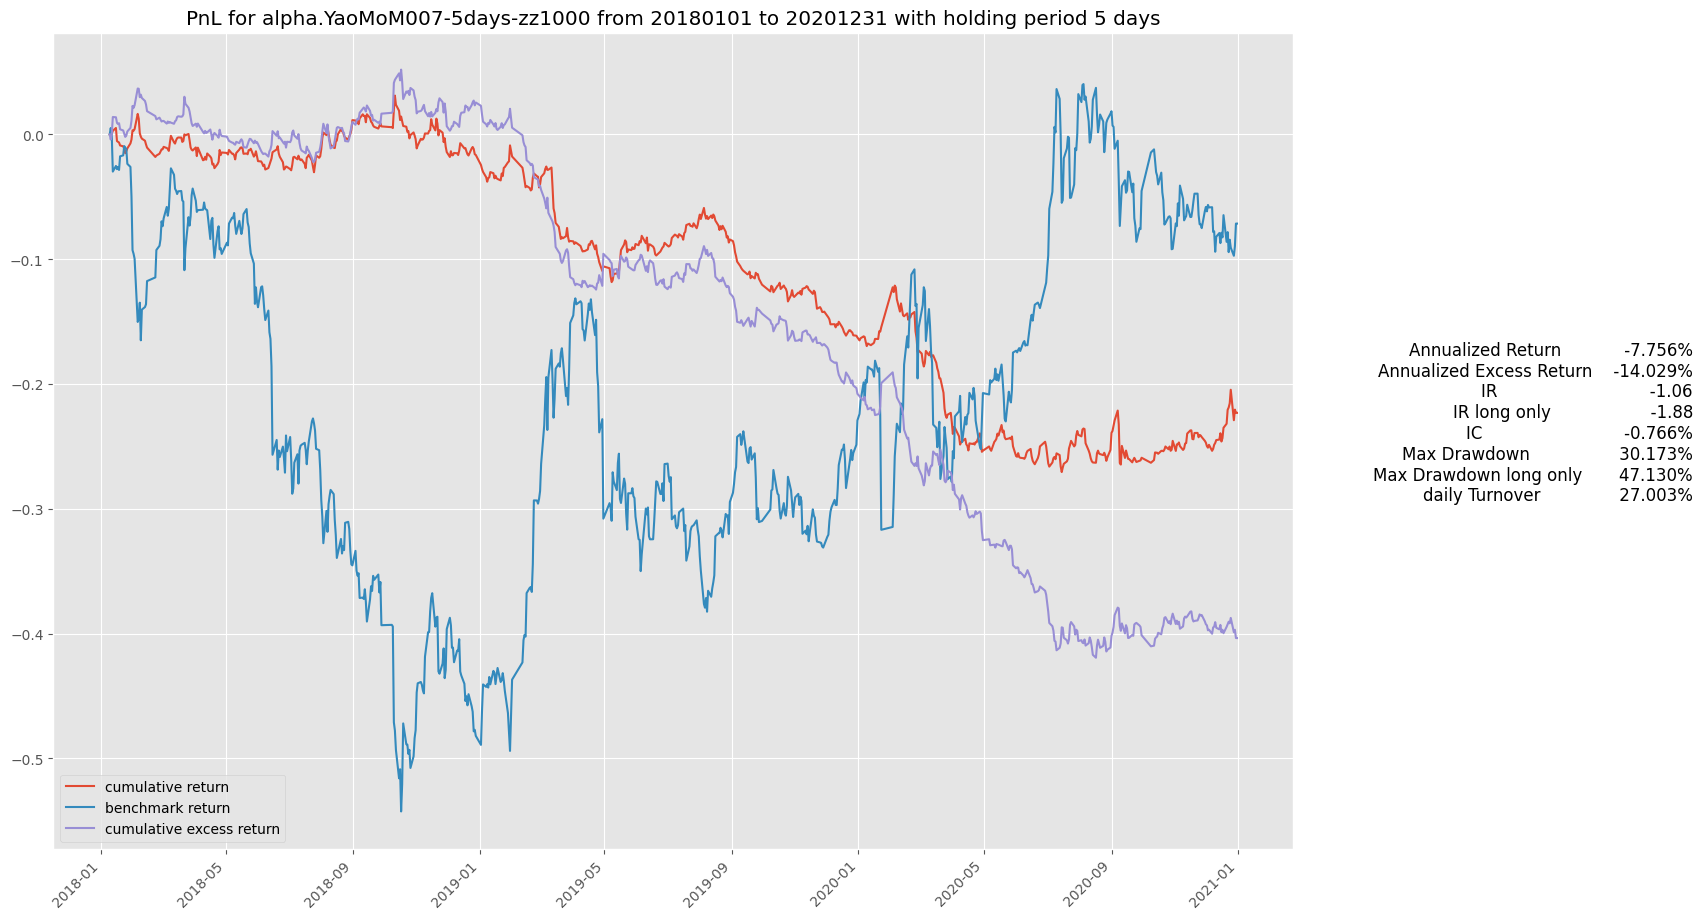 PnL for alpha.YaoMoM007-5days-zz1000 from 20180101 to 20201231 with holding period 5 days
0.0
−0.1
−0.2
−0.3
−0.4
−0.5
Annualized Return -7.756%
Annualized Excess Return -14.029%
IR -1.06
IR long only -1.88
IC -0.766%
Max Drawdown 30.173%
Max Drawdown long only 47.130%
daily Turnover 27.003%
cumulative return
benchmark return
cumulative excess return
2018-01
2018-05
2018-09
2019-01
2019-05
2019-09
2020-01
2020-05
2020-09
2021-01